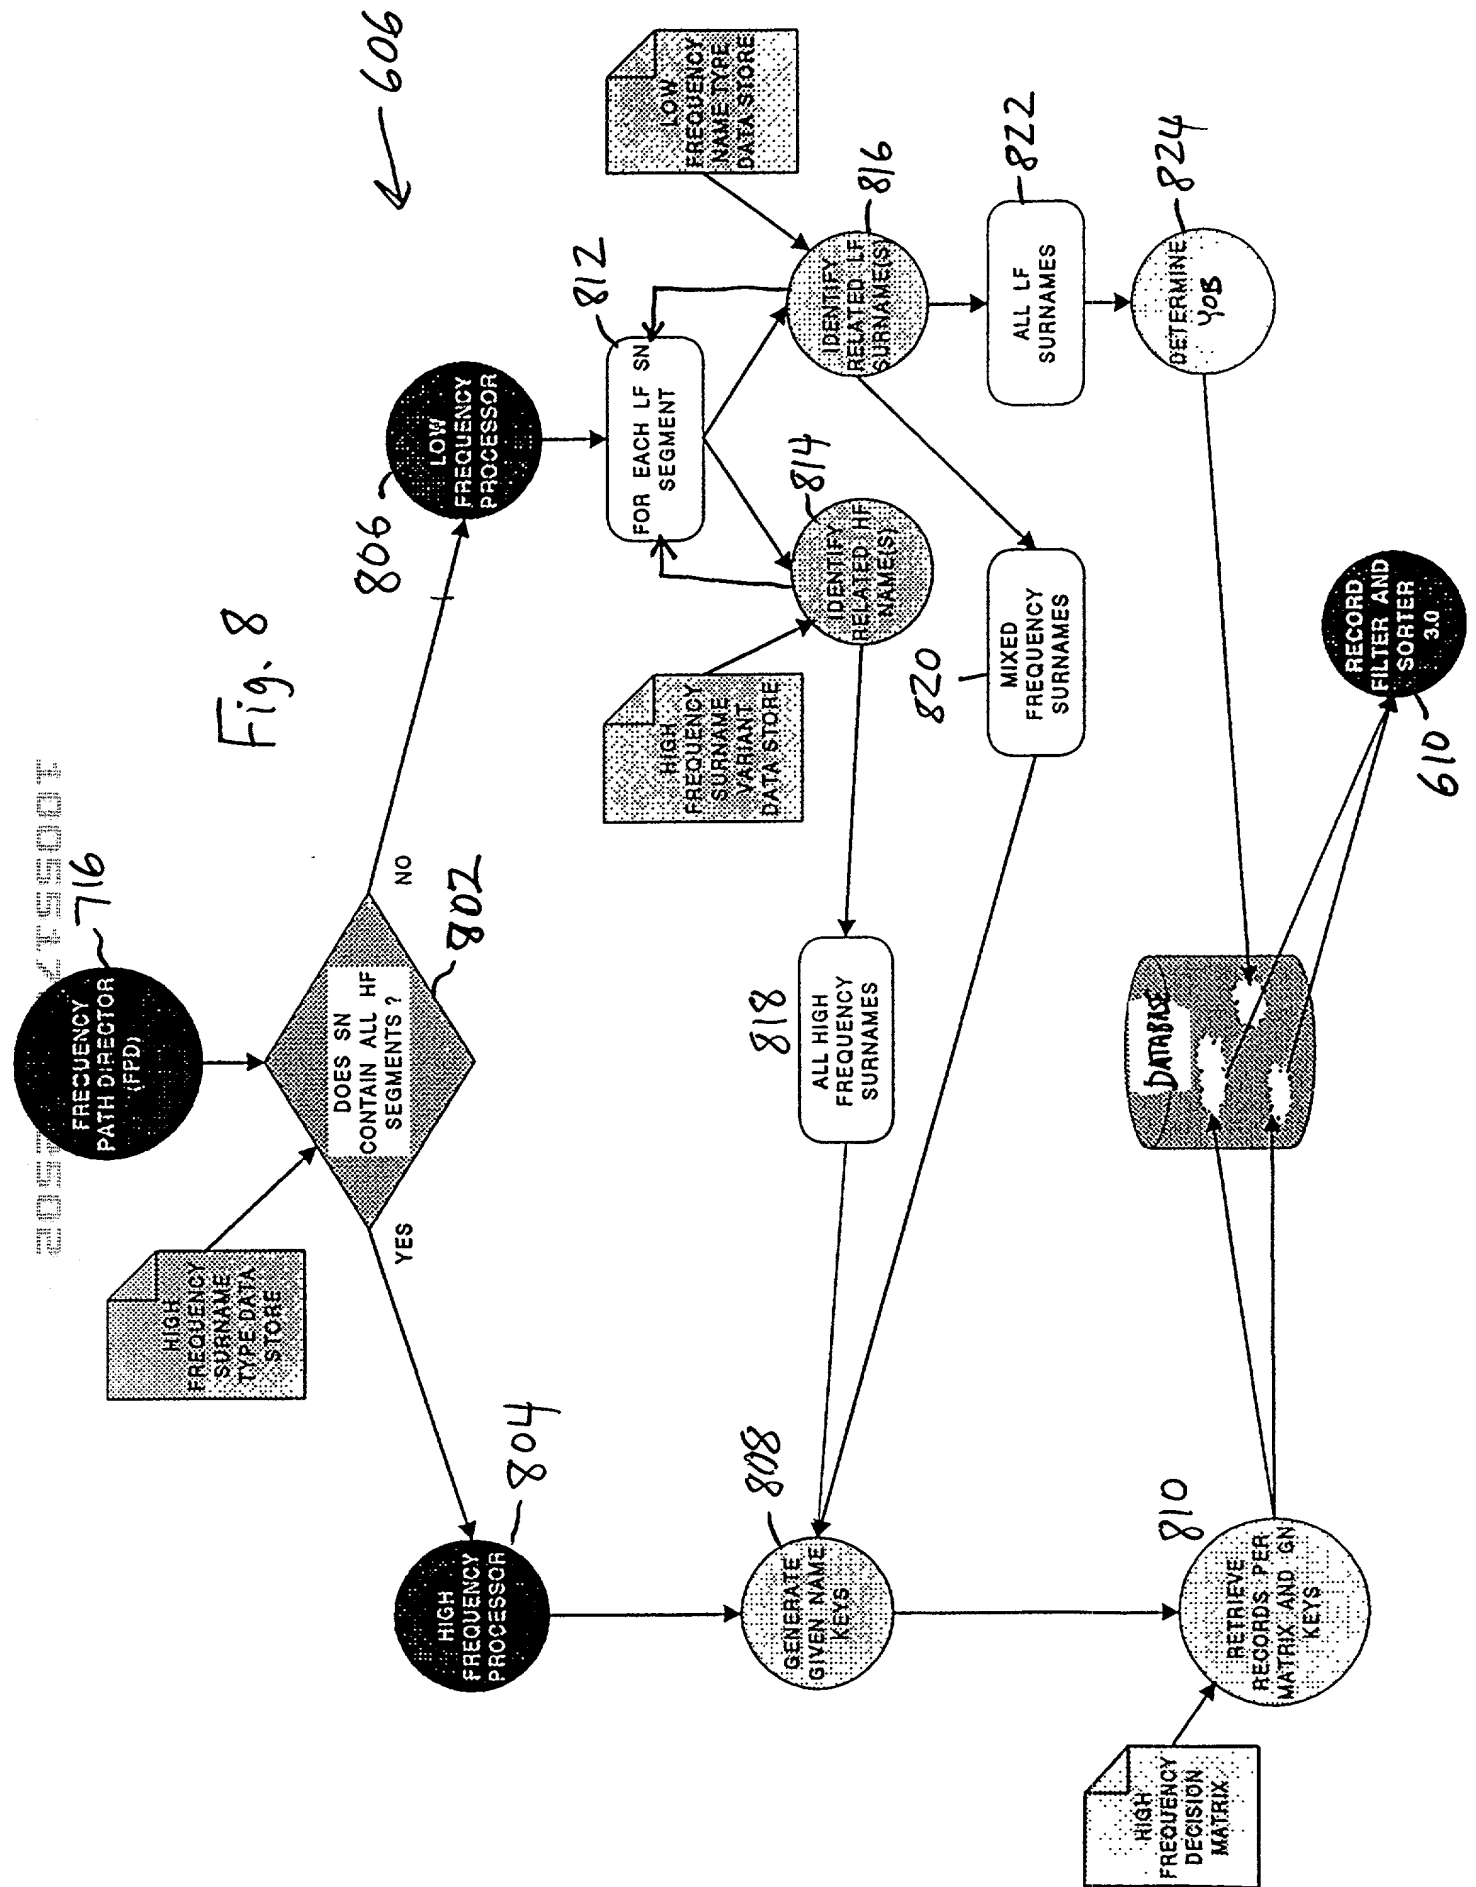 Fig. 8
606
FREQUENCY
PATH DIRECTOR
(FPD)
716
HIGH
FREQUENCY
SURNAME
TYPE DATA
STORE
DOES SN
CONTAIN ALL HF
SEGMENTS ?
802
YES
NO
HIGH
FREQUENCY
PROCESSOR
804
LOW
FREQUENCY
PROCESSOR
806
FOR EACH LF SN
SEGMENT
812
HIGH
FREQUENCY
SURNAME
VARIANT
DATA STORE
LOW
FREQUENCY
NAME TYPE
DATA STORE
GENERATE
GIVEN NAME
KEYS
808
ALL HIGH
FREQUENCY
SURNAMES
818
IDENTIFY
RELATED HF
NAME(S)
814
IDENTIFY
RELATED LF
SURNAME(S)
816
MIXED
FREQUENCY
SURNAMES
820
ALL LF
SURNAMES
822
HIGH
FREQUENCY
DECISION
MATRIX
RETRIEVE
RECORDS PER
MATRIX AND GN
KEYS
810
DATABASE
DETERMINE
YOB
824
RECORD
FILTER AND
SORTER
3.0
610